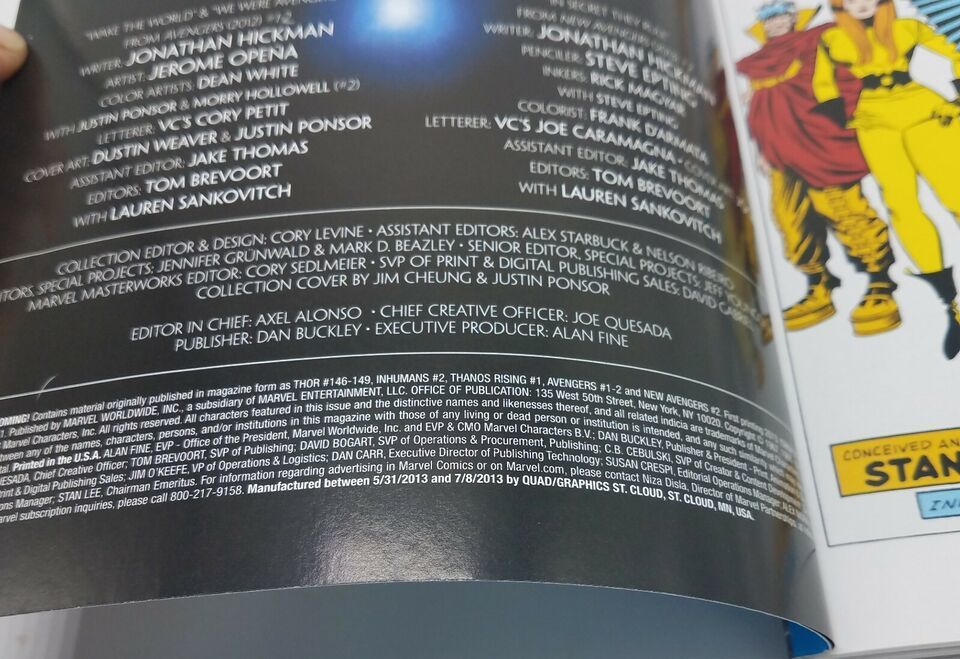 "WAKE THE WORLD" & "WE WERE AVENGERS"
FROM AVENGERS (2012) #1-2
WRITER: JONATHAN HICKMAN
ARTIST: JEROME OPEÑA
COLOR ARTISTS: DEAN WHITE
WITH JUSTIN PONSOR & MORRY HOLLOWELL (#2)
LETTERER: VC'S CORY PETIT
COVER ART: DUSTIN WEAVER & JUSTIN PONSOR
ASSISTANT EDITOR: JAKE THOMAS
EDITORS: TOM BREVOORT
WITH LAUREN SANKOVITCH
IN SECRET THEY
FROM NEW AVENGERS
WRITER: JONATHAN HICKMAN
PENCILER: STEVE EPTING
INKERS: RICK MAGYAR
WITH STEVE EPTING
COLORIST: FRANK D'ARMATA
LETTERER: VC'S JOE CARAMAGNA
ASSISTANT EDITOR: JAKE THOMAS
EDITORS: TOM BREVOORT
WITH LAUREN SANKOVITCH
COLLECTION EDITOR & DESIGN: CORY LEVINE • ASSISTANT EDITORS: ALEX STARBUCK & NELSON RIBEIRO
ITORS, SPECIAL PROJECTS: JENNIFER GRÜNWALD & MARK D. BEAZLEY • SENIOR EDITOR, SPECIAL PROJECTS: JEFF
MARVEL MASTERWORKS EDITOR: CORY SEDLMEIER • SVP OF PRINT & DIGITAL PUBLISHING SALES: DAVID
COLLECTION COVER BY JIM CHEUNG & JUSTIN PONSOR
EDITOR IN CHIEF: AXEL ALONSO • CHIEF CREATIVE OFFICER: JOE QUESADA
PUBLISHER: DAN BUCKLEY • EXECUTIVE PRODUCER: ALAN FINE
OMING! Contains material originally published in magazine form as THOR #146-149, INHUMANS #2, THANOS RISING #1, AVENGERS #1-2 and NEW AVENGERS #2. First
Published by MARVEL WORLDWIDE, INC., a subsidiary of MARVEL ENTERTAINMENT, LLC. OFFICE OF PUBLICATION: 135 West 50th Street, New York, NY 10020. Copyright ©
Marvel Characters, Inc. All rights reserved. All characters featured in this issue and the distinctive names and likenesses thereof, and all related indicia are
tween any of the names, characters, persons, and/or institutions in this magazine with those of any living or dead person or institution is intended, and any such
tal. Printed in the U.S.A. ALAN FINE, EVP - Office of the President, Marvel Worldwide, Inc. and EVP & CMO Marvel Characters B.V.; DAN BUCKLEY, Publisher & President - Print,
ESADA, Chief Creative Officer; TOM BREVOORT, SVP of Publishing; DAVID BOGART, SVP of Operations & Procurement, Publishing; C.B. CEBULSKI, SVP of Creator & Content
rint & Digital Publishing Sales; JIM O'KEEFE, VP of Operations & Logistics; DAN CARR, Executive Director of Publishing Technology; SUSAN CRESPI, Editorial Operations Manager; ALEX
ons Manager; STAN LEE, Chairman Emeritus. For information regarding advertising in Marvel Comics or on Marvel.com, please contact Niza Disla, Director of Marvel Partnerships,
arvel subscription inquiries, please call 800-217-9158. Manufactured between 5/31/2013 and 7/8/2013 by QUAD/GRAPHICS ST. CLOUD, ST. CLOUD, MN, USA.
CONCEIVED AN
STAN
IN